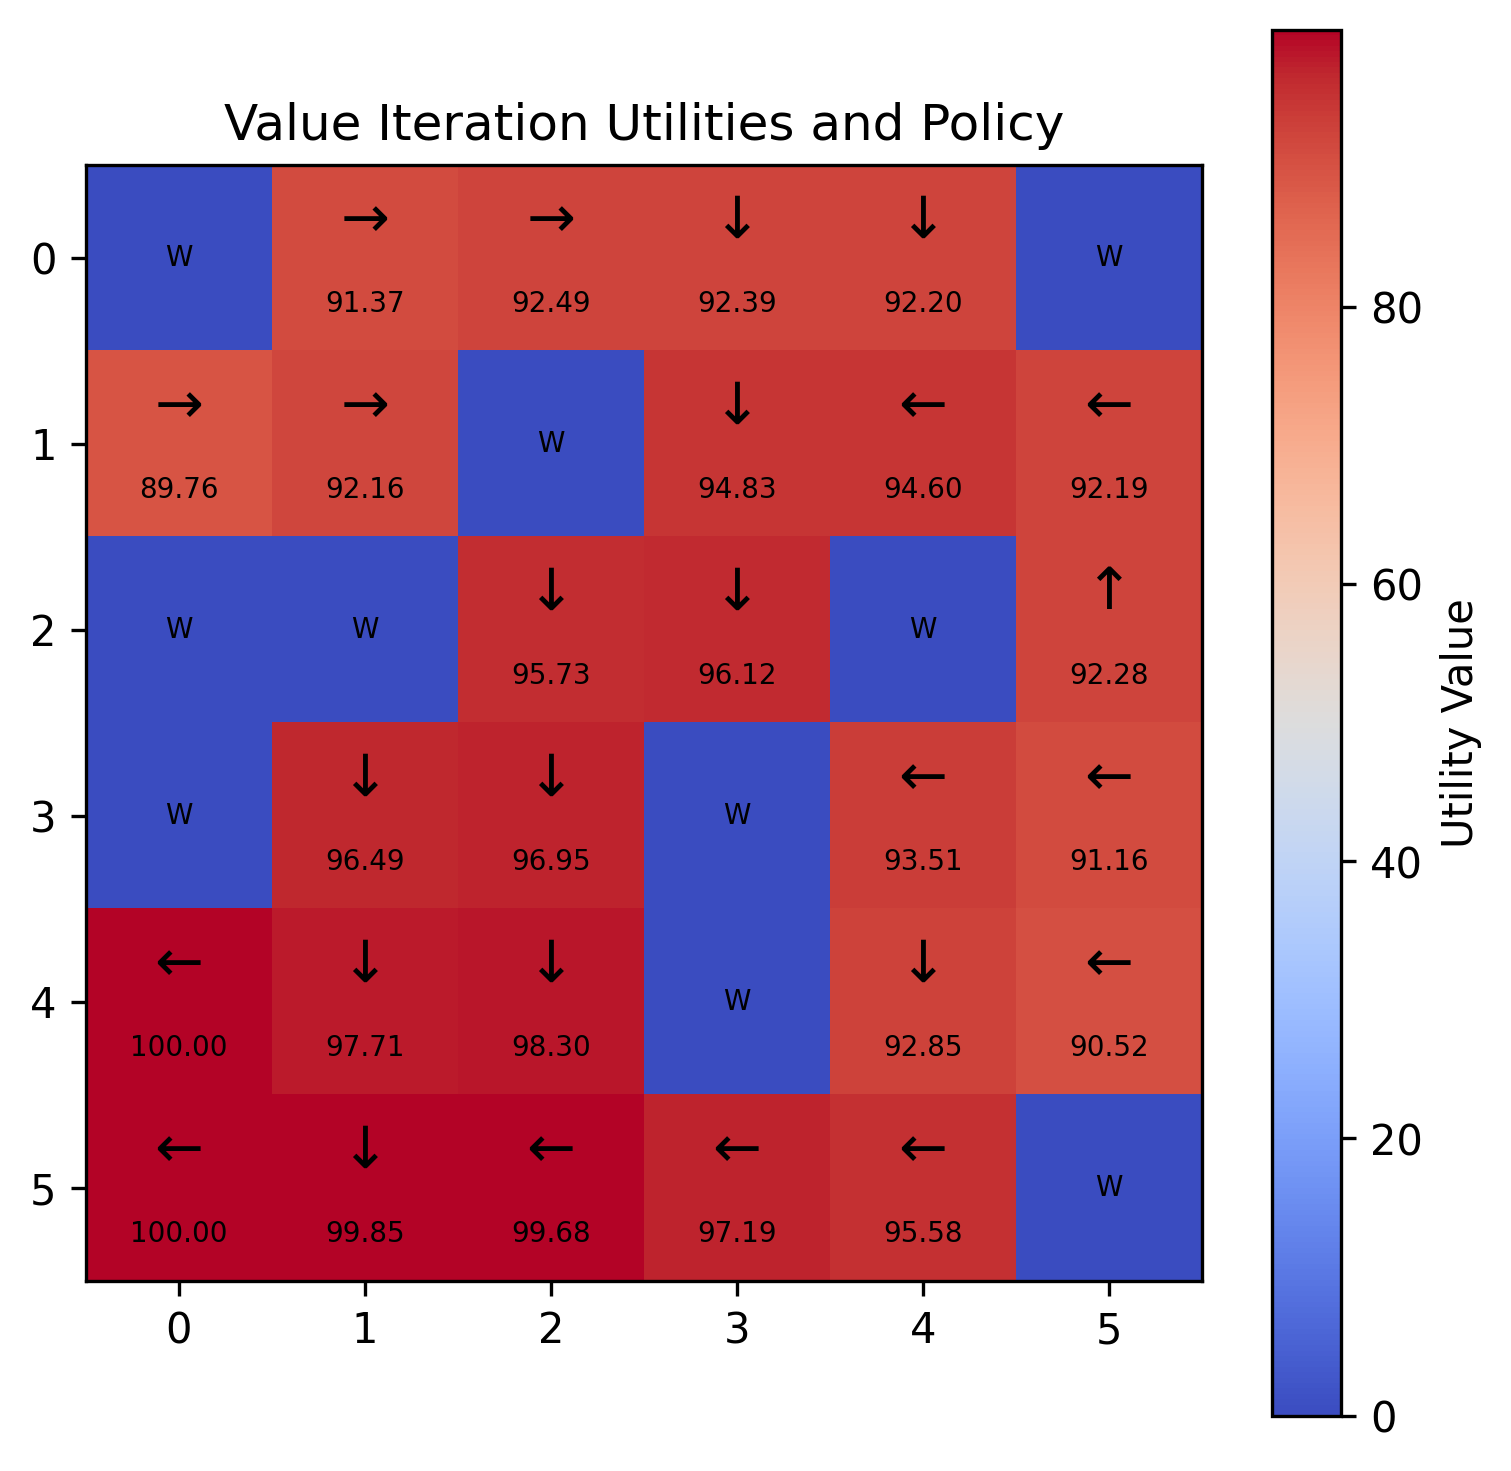 Value Iteration Utilities and Policy
0 W → → ↓ ↓ W
91.37 92.49 92.39 92.20
1 → → W ↓ ← ←
89.76 92.16 94.83 94.60 92.19
2 W W ↓ ↓ W ↑
95.73 96.12 92.28
3 W ↓ ↓ W ← ←
96.49 96.95 93.51 91.16
4 ← ↓ ↓ W ↓ ←
100.00 97.71 98.30 92.85 90.52
5 ← ↓ ← ← ← W
100.00 99.85 99.68 97.19 95.58
0 1 2 3 4 5
80
60
40
20
0
Utility Value